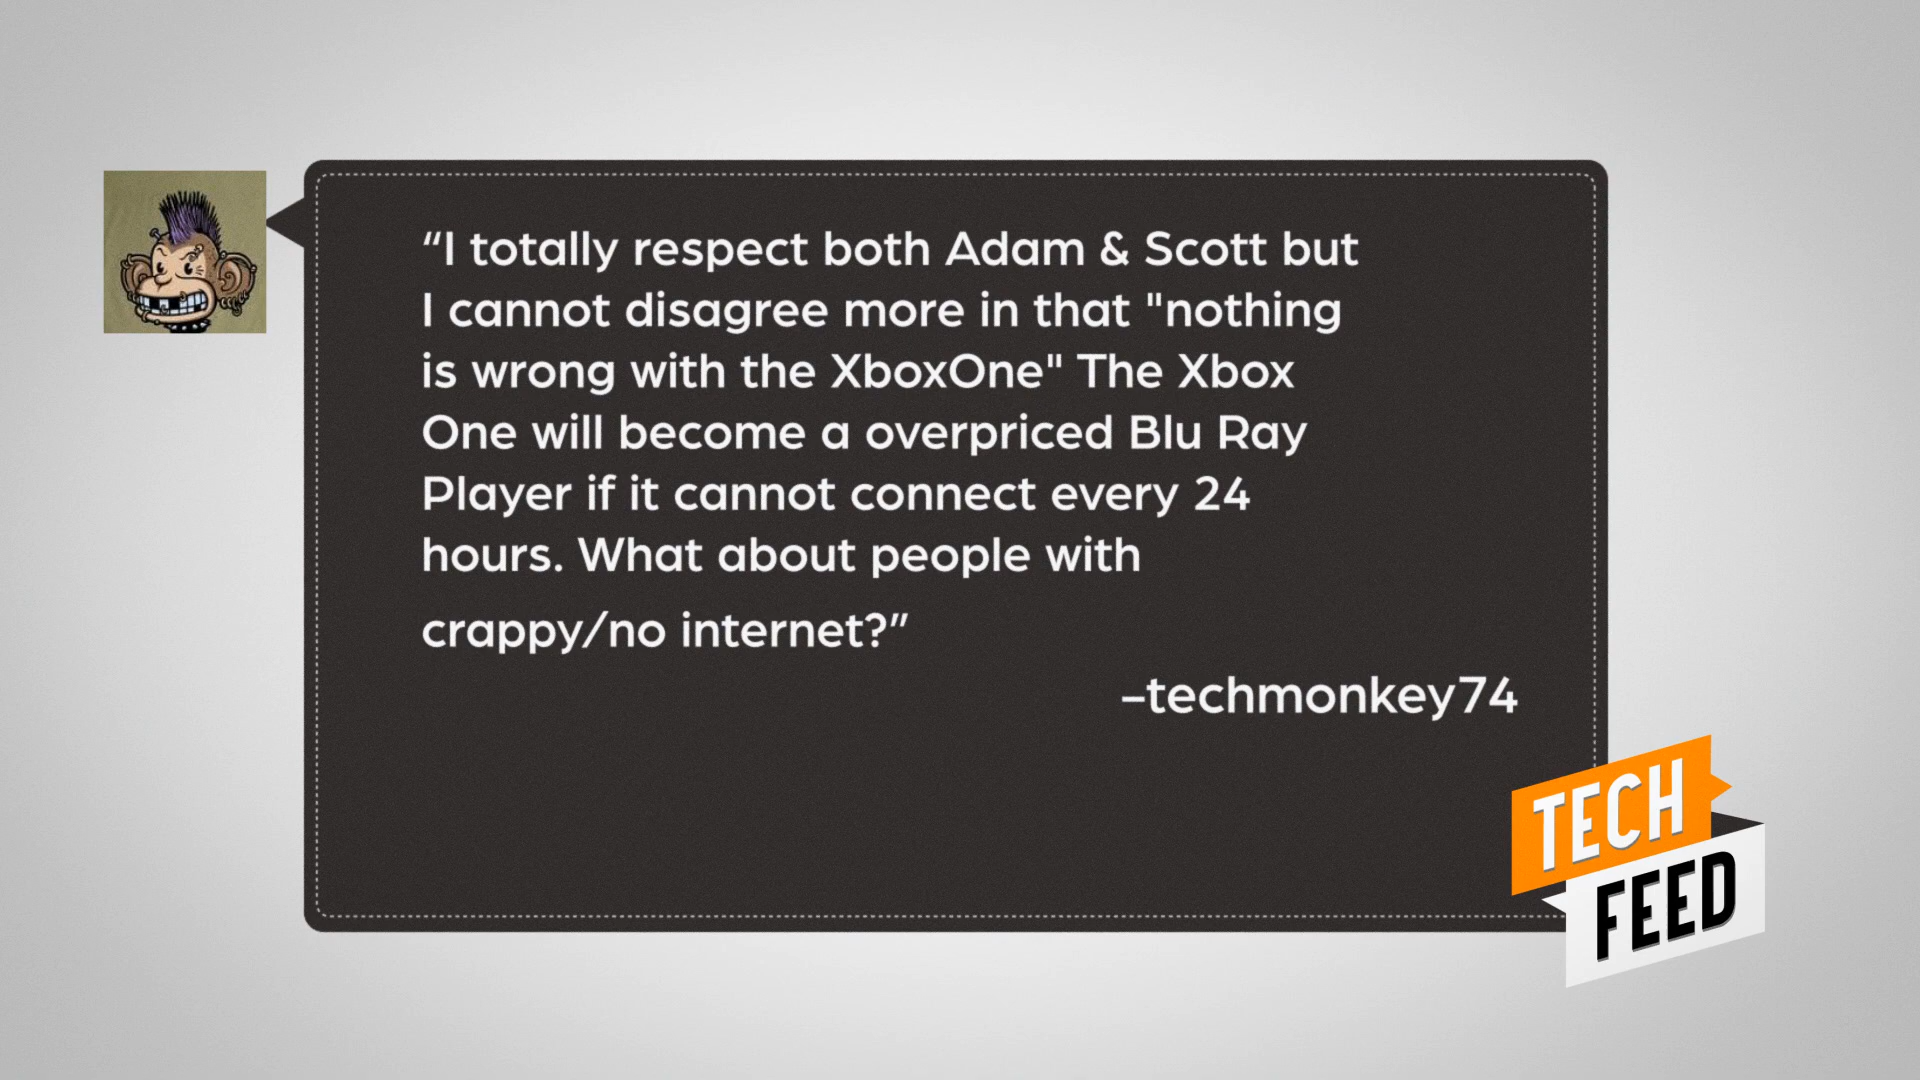 “I totally respect both Adam & Scott but
I cannot disagree more in that "nothing
is wrong with the XboxOne" The Xbox
One will become a overpriced Blu Ray
Player if it cannot connect every 24
hours. What about people with
crappy/no internet?”
–techmonkey74
TECH
FEED